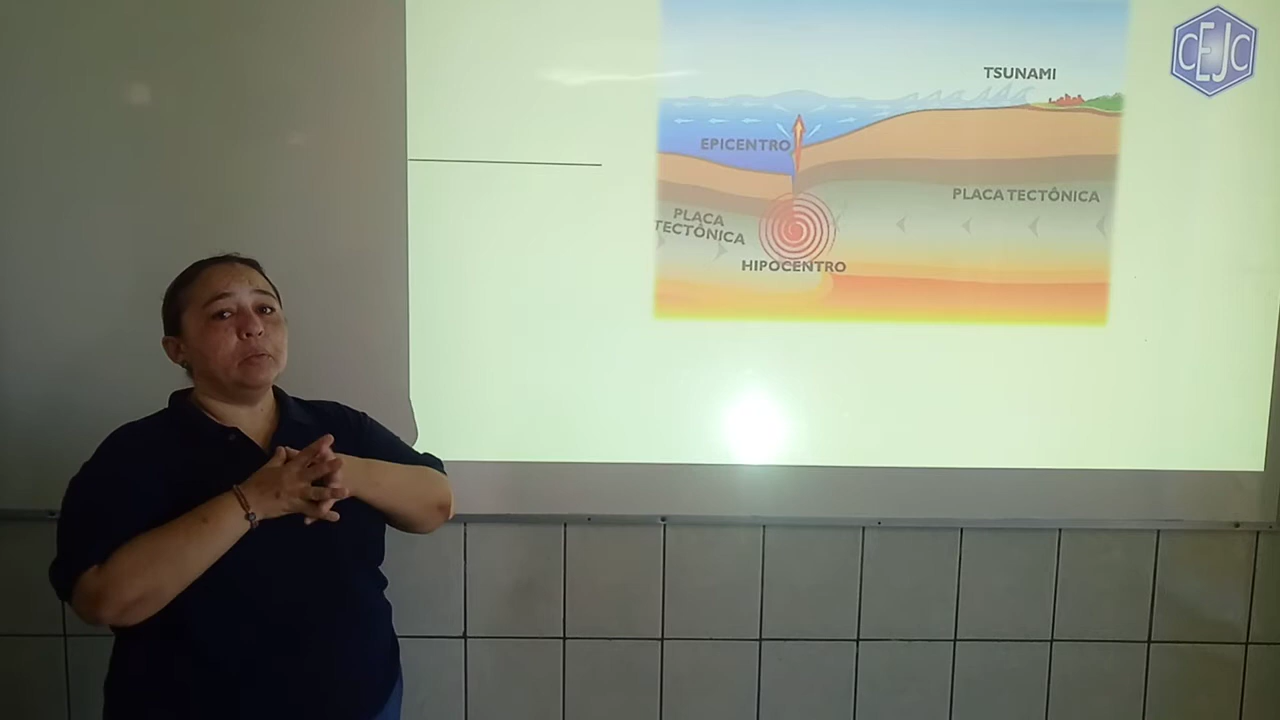 CEJC
TSUNAMI
EPICENTRO
PLACA TECTÔNICA
PLACA
TECTÔNICA
HIPOCENTRO